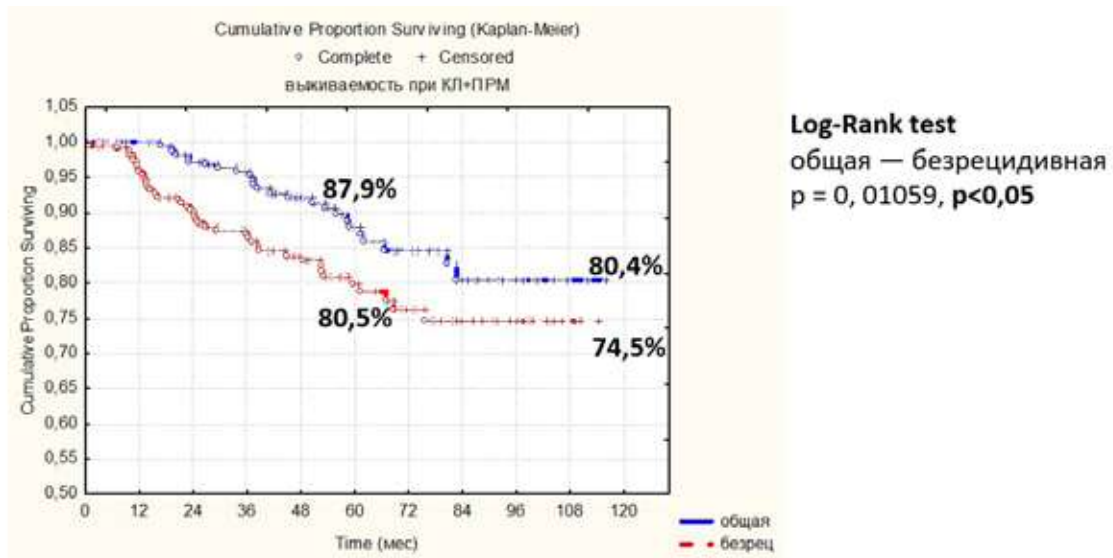 Cumulative Proportion Surviving (Kaplan-Meier)
○ Complete + Censored
выживаемость при КЛ+ПРМ
Cumulative Proportion Surviving
1,05
1,00
0,95
0,90
0,85
0,80
0,75
0,70
0,65
0,60
0,55
0,50
87,9%
80,4%
80,5%
74,5%
0 12 24 36 48 60 72 84 96 108 120
Time (мес)
общая
безрец
Log-Rank test
общая — безрецидивная
p = 0, 01059, p<0,05